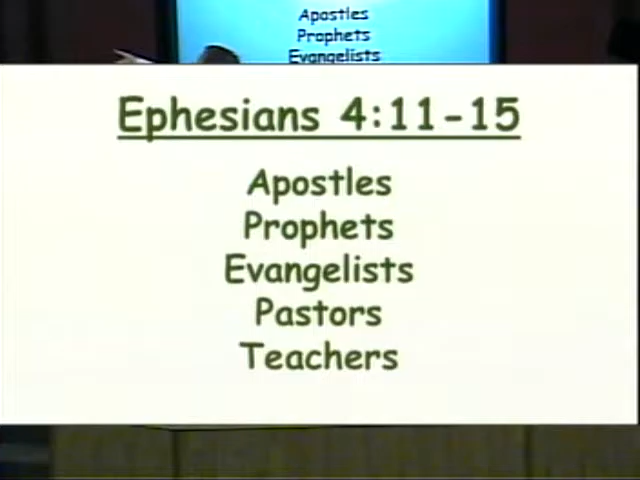 Apostles
Prophets
Evangelists
Ephesians 4:11-15
Apostles
Prophets
Evangelists
Pastors
Teachers